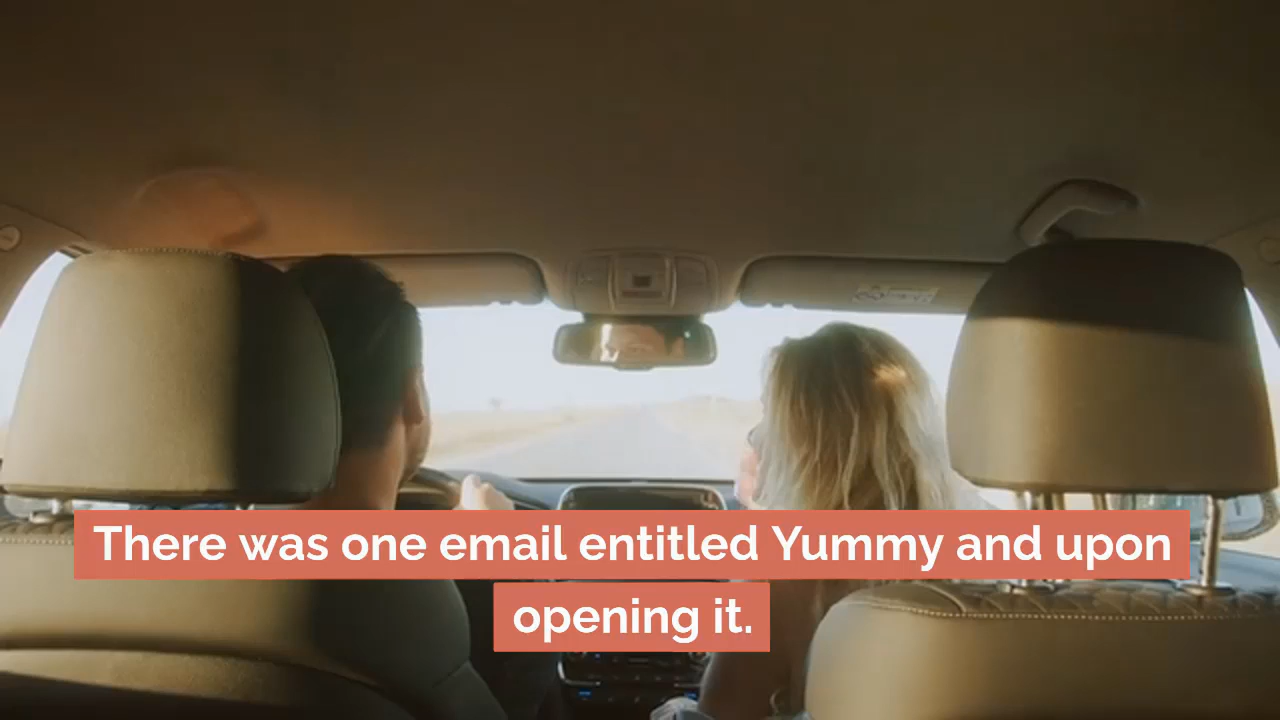 There was one email entitled Yummy and upon
opening it.